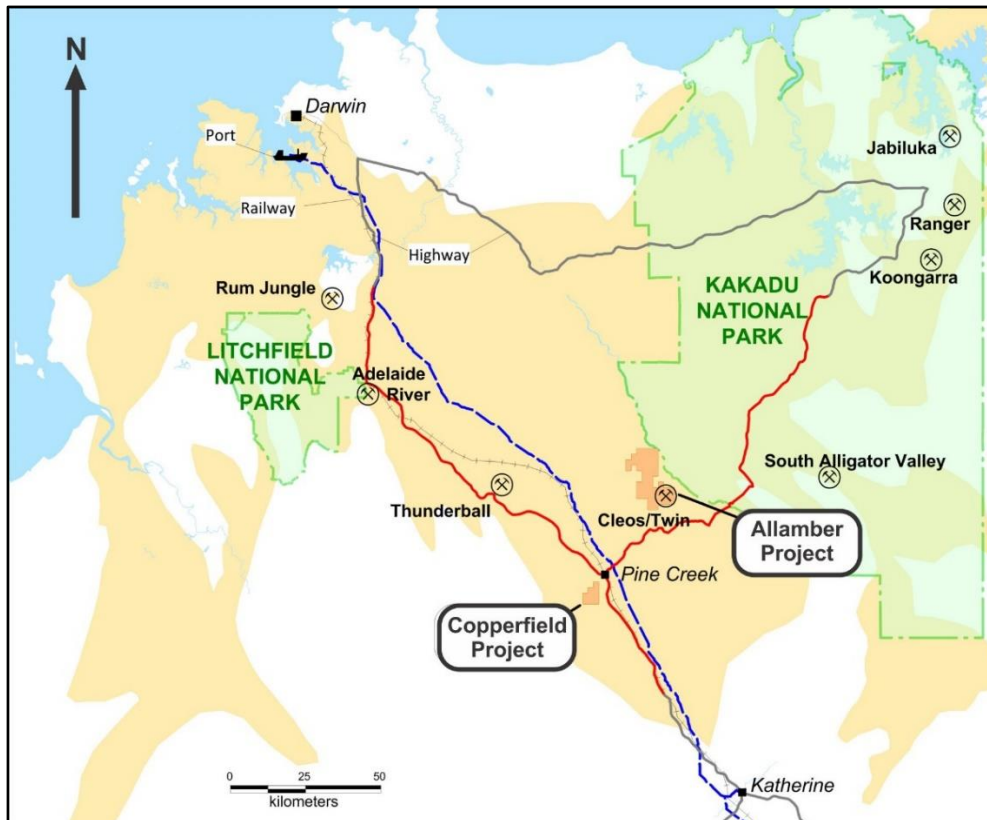 N
Darwin
Port
Railway
Highway
Jabiluka
Ranger
Koongarra
Rum Jungle
KAKADU
NATIONAL
PARK
LITCHFIELD
NATIONAL
PARK
Adelaide
River
South Alligator Valley
Thunderball
Cleos/Twin
Allamber
Project
Pine Creek
Copperfield
Project
Katherine
0 25 50
kilometers